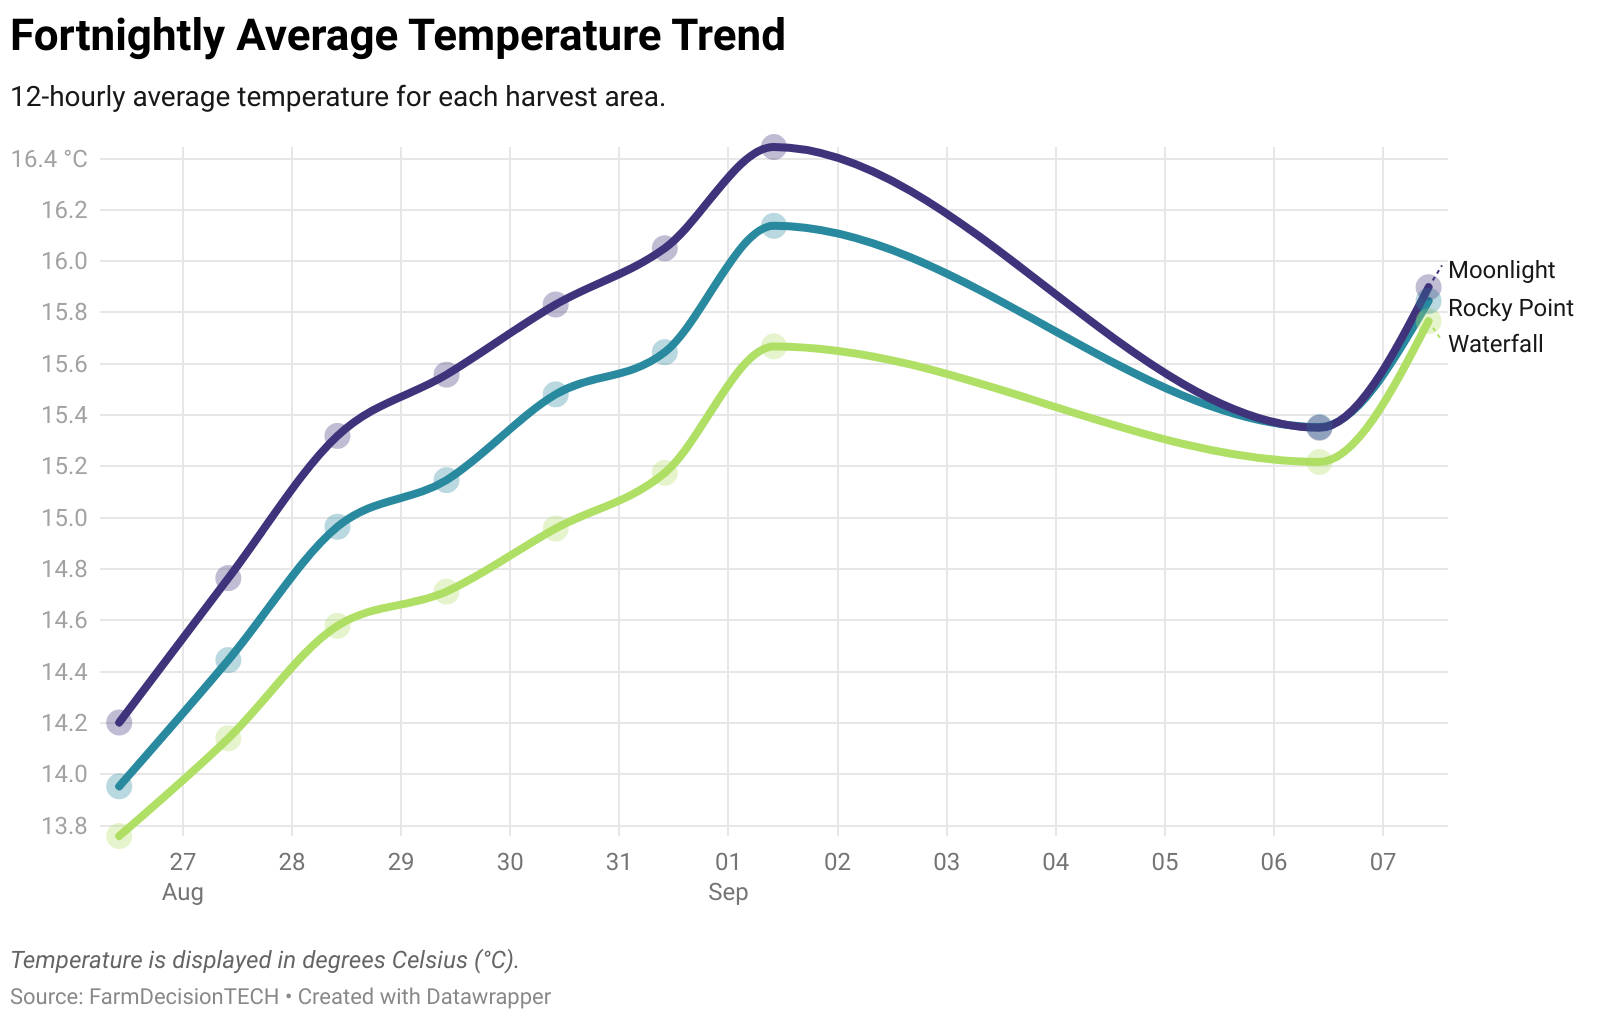 Fortnightly Average Temperature Trend
12-hourly average temperature for each harvest area.
16.4 °C
16.2
16.0
15.8
15.6
15.4
15.2
15.0
14.8
14.6
14.4
14.2
14.0
13.8
Moonlight
Rocky Point
Waterfall
27 28 29 30 31 01 02 03 04 05 06 07
Aug Sep
Temperature is displayed in degrees Celsius (°C).
Source: FarmDecisionTECH • Created with Datawrapper